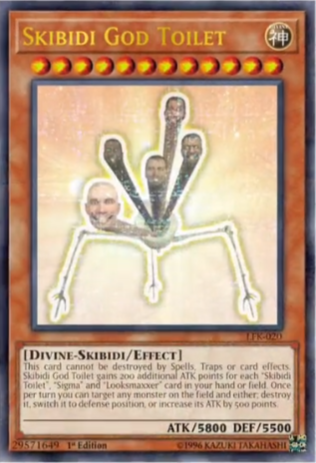 Skibidi God Toilet
神
LPK-020
[Divine-Skibidi/Effect]
This card cannot be destroyed by Spells. Traps or card effects.
Skibidi God Toilet gains 200 additional ATK points for each "Skibidi
Toilet", "Sigma" and "Looksmaxxer" card in your hand or field. Once
per turn you can target any monster on the field and either; destroy
it, switch it to defense position, or increase its ATK by 500 points.
ATK/5800 DEF/5500
29571649 1st Edition ©1996 KAZUKI TAKAHASHI